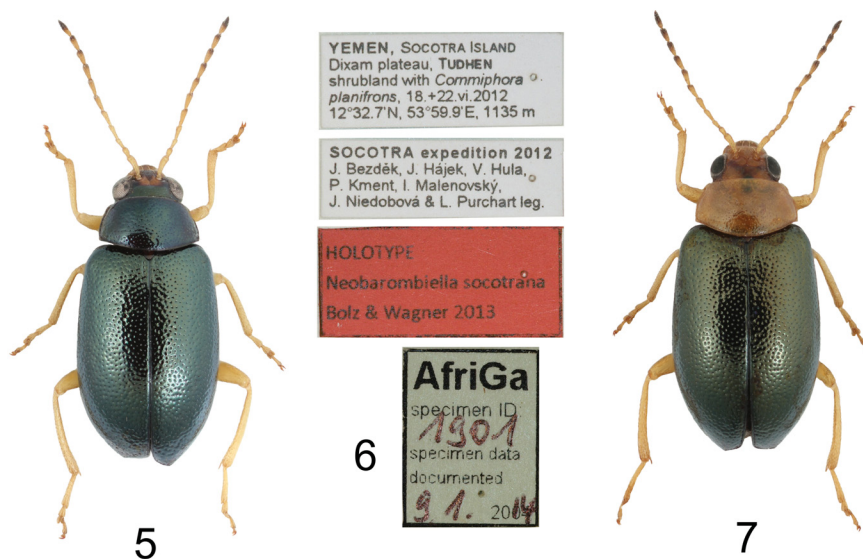 YEMEN, SOCOTRA ISLAND
Dixam plateau, TUDHEN
shrubland with Commiphora
planifrons, 18.+22.vi.2012
12°32.7'N, 53°59.9'E, 1135 m
SOCOTRA expedition 2012
J. Bezděk, J. Hájek, V. Hula,
P. Kment, I. Malenovský,
J. Niedobová & L. Purchart leg.
HOLOTYPE
Neobarombiella socotrana
Bolz & Wagner 2013
AfriGa
specimen ID:
1901
specimen data
documented
9 1. 2014
5
6
7